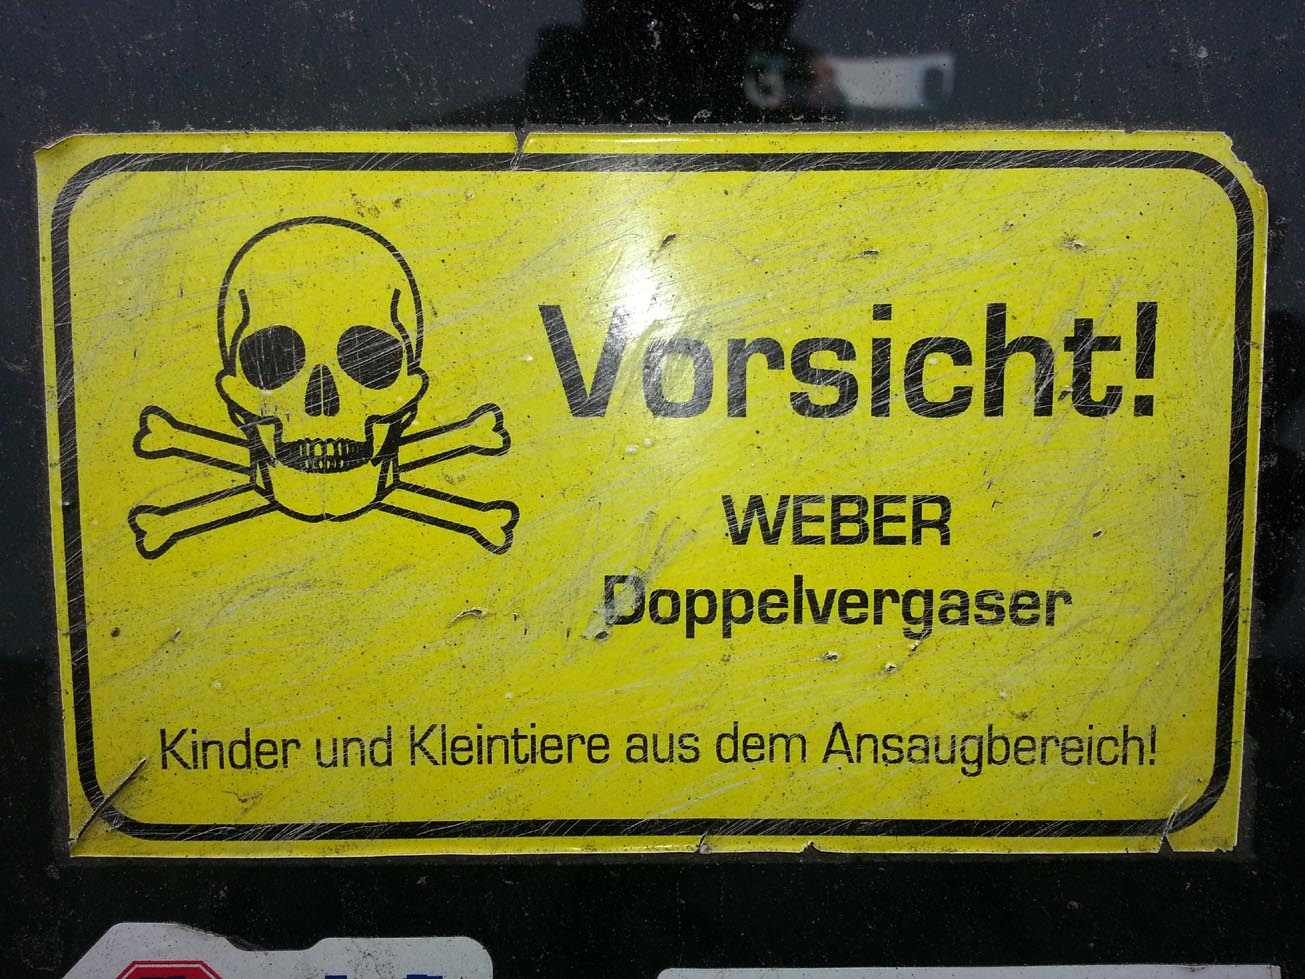 Vorsicht!
WEBER
Doppelvergaser
Kinder und Kleintiere aus dem Ansaugbereich!